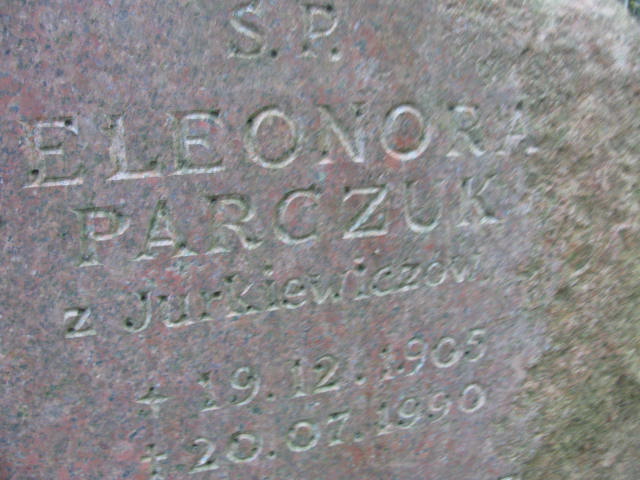 Ś.P.
ELEONORA
PARCZUK
z Jurkiewiczów
+ 19.12.1905
+ 20.07.1990